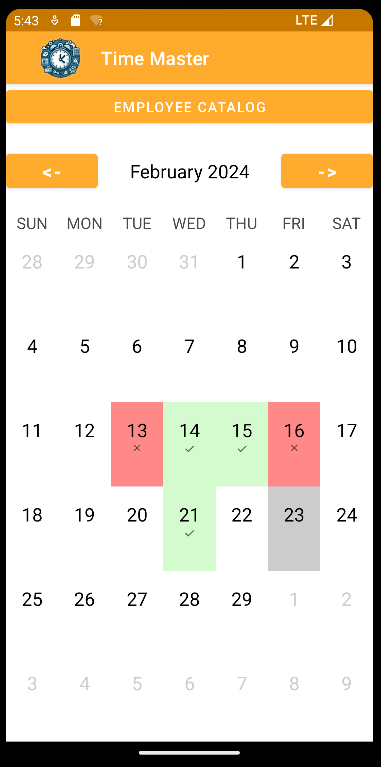 5:43 LTE
Time Master
EMPLOYEE CATALOG
<- February 2024 ->
SUN MON TUE WED THU FRI SAT
28 29 30 31 1 2 3
4 5 6 7 8 9 10
11 12 13 14 15 16 17
18 19 20 21 22 23 24
25 26 27 28 29 1 2
3 4 5 6 7 8 9